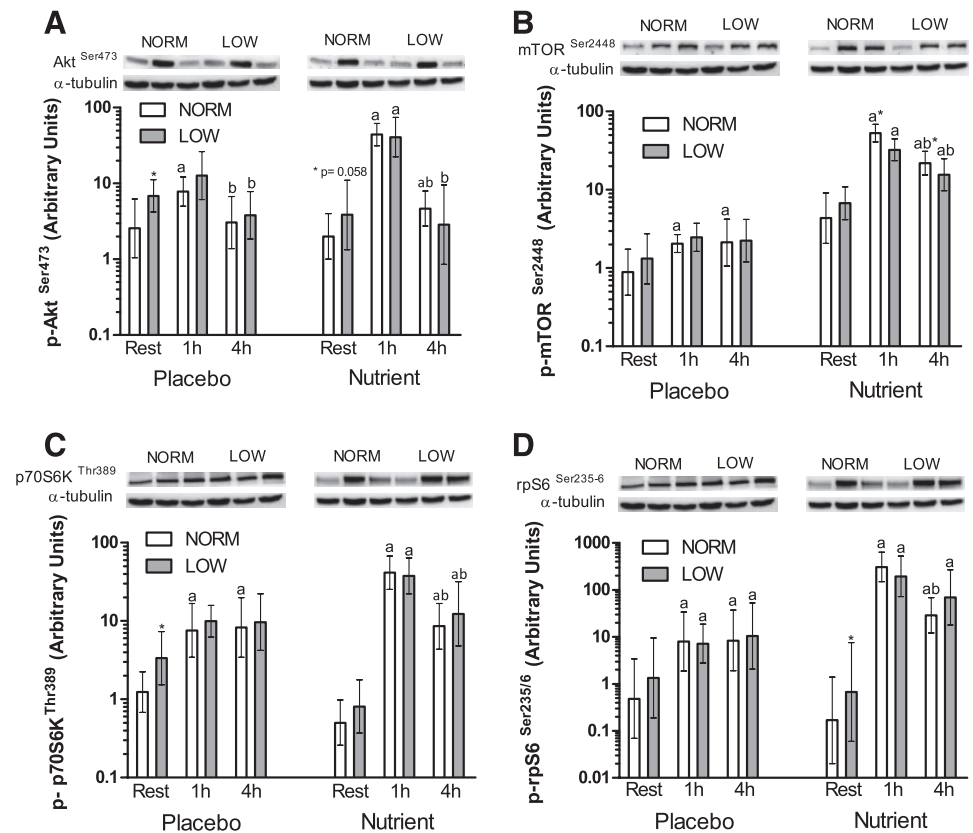 A
NORM LOW NORM LOW
Akt Ser473
α-tubulin
p-Akt Ser473 (Arbitrary Units)
100
10
1
0.1
NORM
LOW
* a b b * p= 0.058 a a ab b
Rest 1h 4h Rest 1h 4h
Placebo Nutrient
B
NORM LOW NORM LOW
mTOR Ser2448
α-tubulin
p-mTOR Ser2448 (Arbitrary Units)
100
10
1
0.1
NORM
LOW
a a a* a ab* ab
Rest 1h 4h Rest 1h 4h
Placebo Nutrient
C
NORM LOW NORM LOW
p70S6K Thr389
α-tubulin
p- p70S6K Thr389 (Arbitrary Units)
100
10
1
0.1
NORM
LOW
* a a a a ab ab
Rest 1h 4h Rest 1h 4h
Placebo Nutrient
D
NORM LOW NORM LOW
rpS6 Ser235-6
α-tubulin
p-rpS6 Ser235/6 (Arbitrary Units)
1000
100
10
1
0.1
0.01
NORM
LOW
a a a a * a a ab a
Rest 1h 4h Rest 1h 4h
Placebo Nutrient